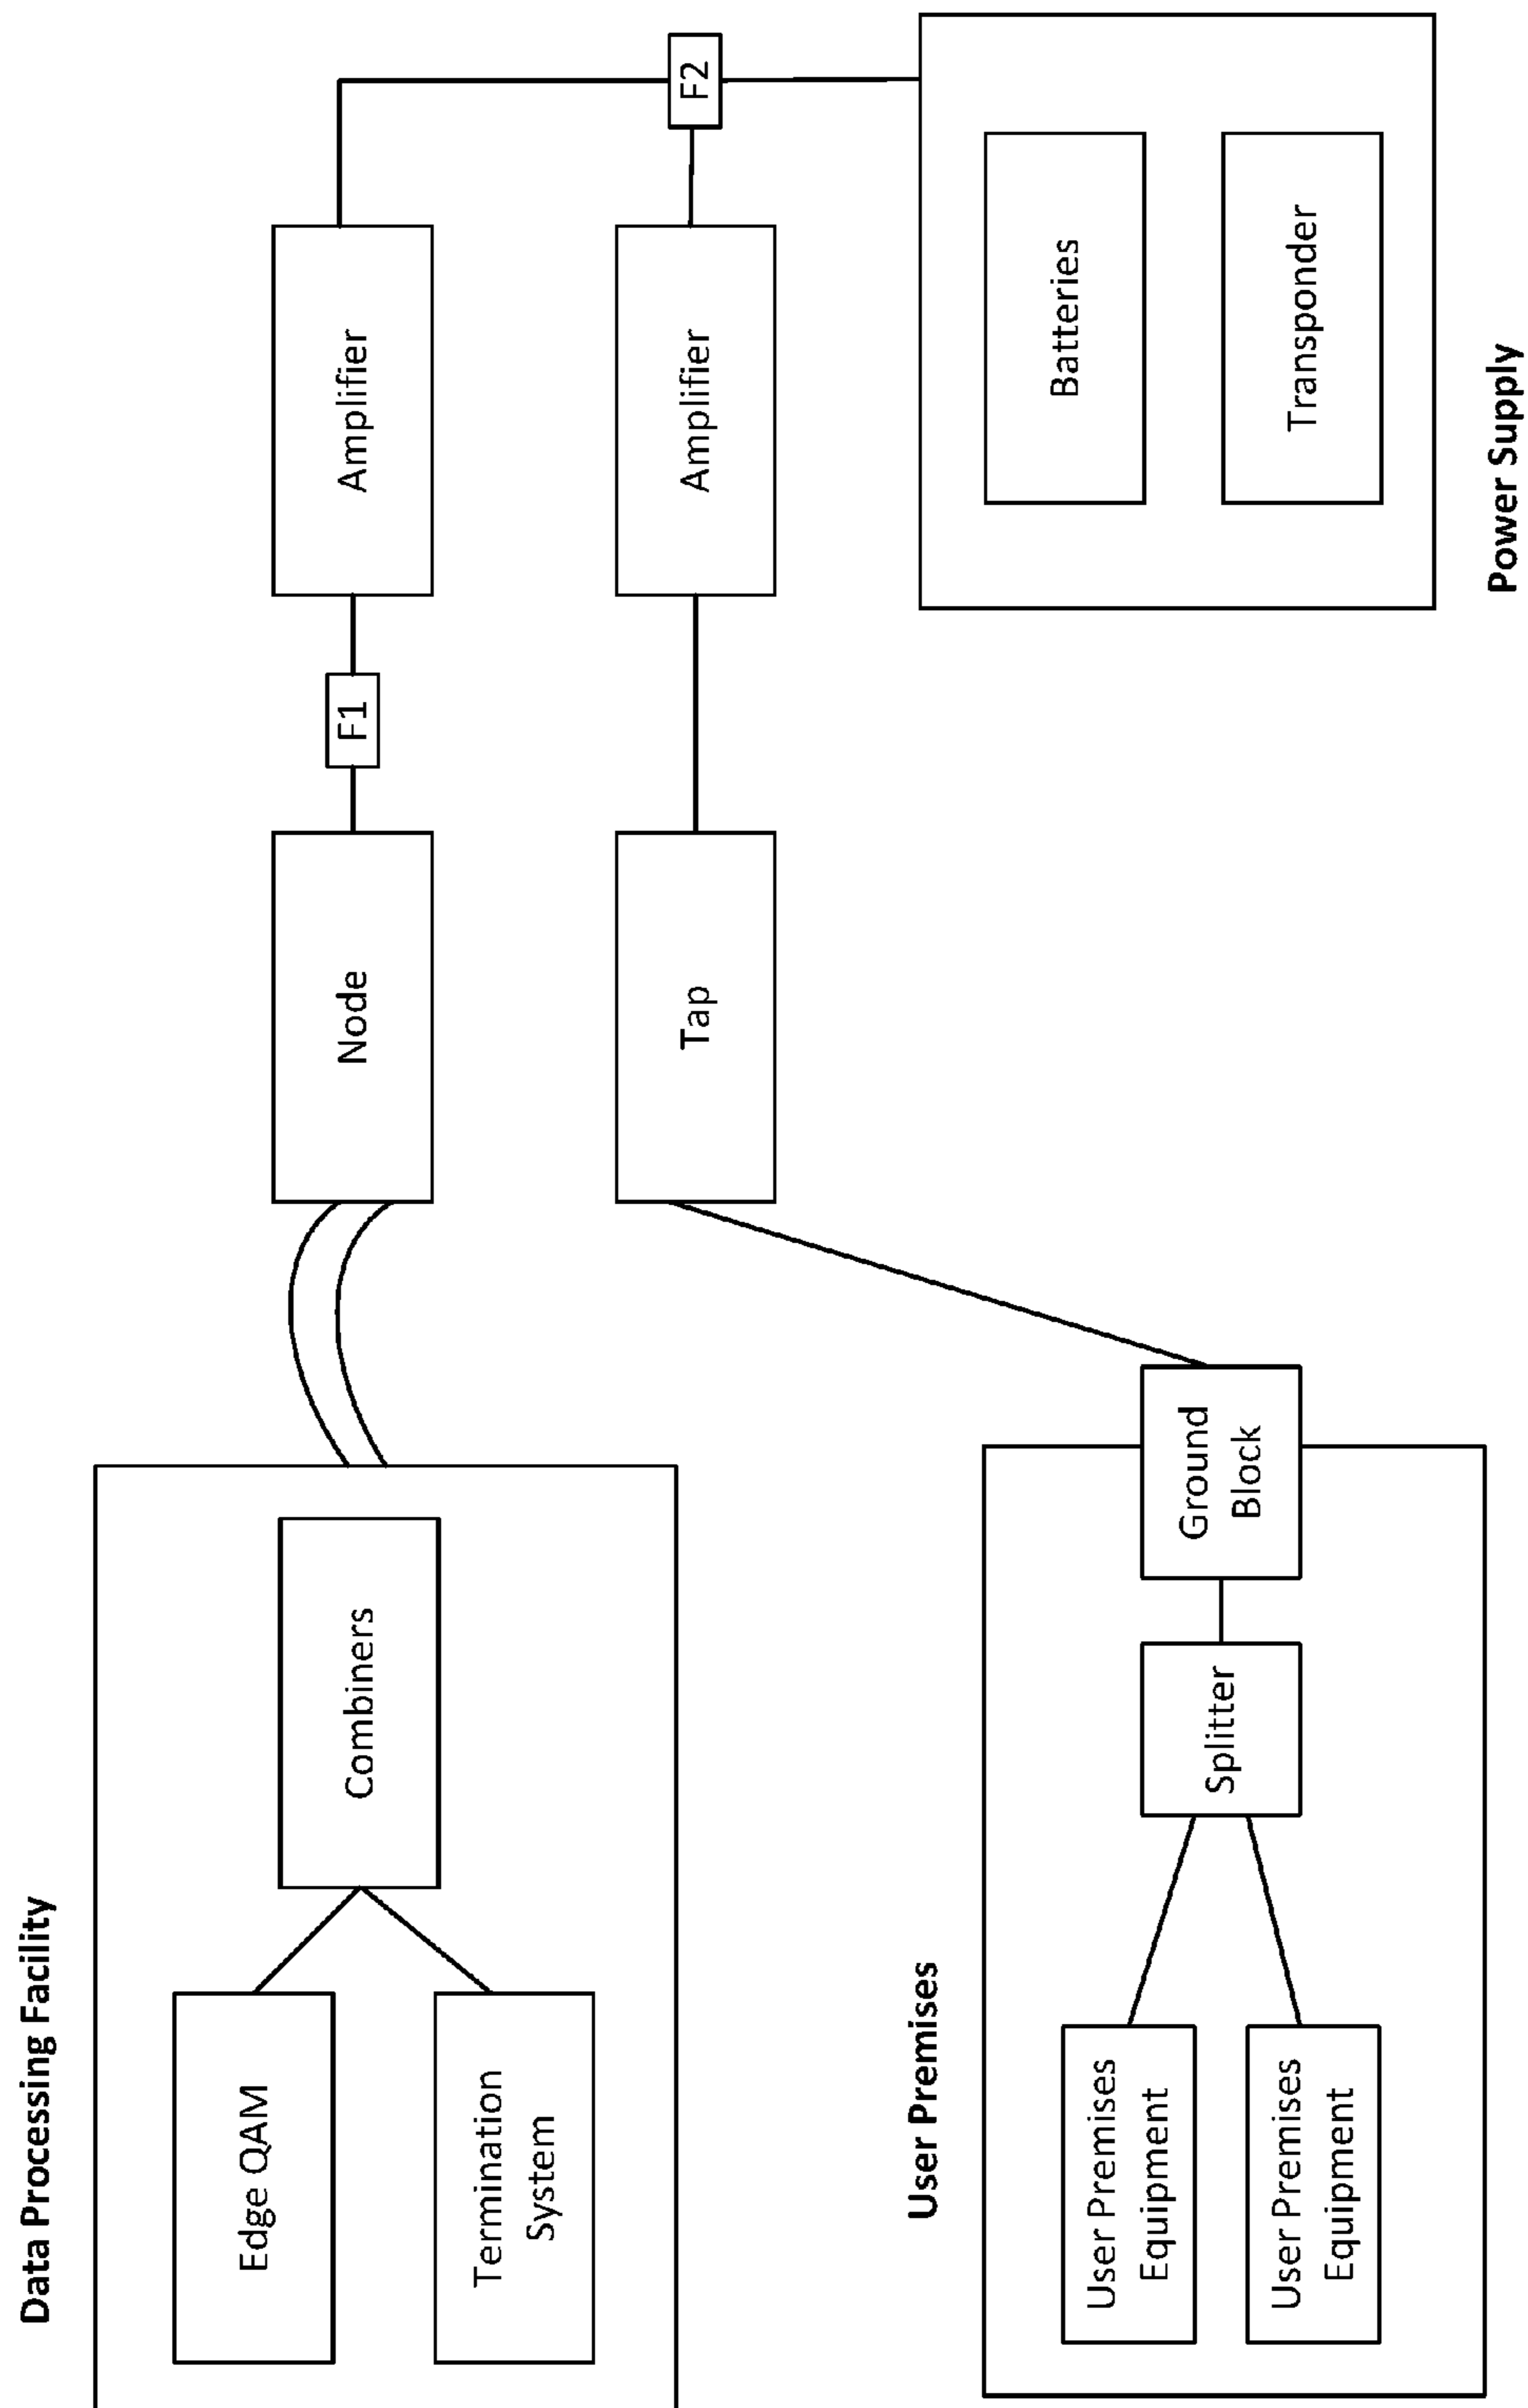 Data Processing Facility
Edge QAM
Termination
System
Combiners
Node
F1
Amplifier
F2
Tap
Amplifier
User Premises
User Premises
Equipment
User Premises
Equipment
Splitter
Ground
Block
Batteries
Transponder
Power Supply